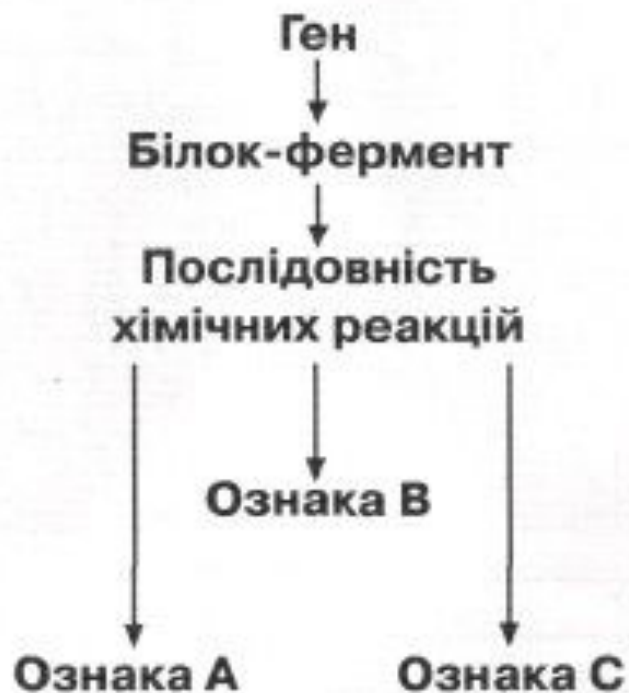 Ген
Білок-фермент
Послідовність
хімічних реакцій
Ознака В
Ознака А
Ознака С